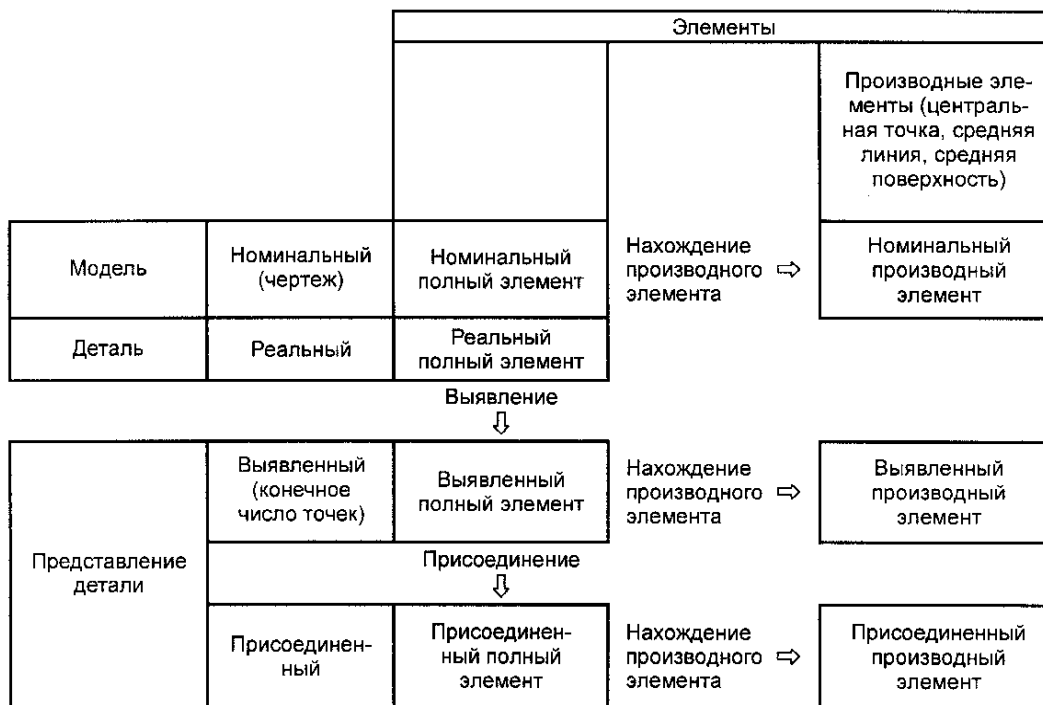 Элементы
Производные эле-
менты (централь-
ная точка, средняя
линия, средняя
поверхность)
Модель
Номинальный
(чертеж)
Номинальный
полный элемент
Нахождение
производного ⇨
элемента
Номинальный
производный
элемент
Деталь
Реальный
Реальный
полный элемент
Выявление
⇩
Представление
детали
Выявленный
(конечное
число точек)
Выявленный
полный элемент
Нахождение
производного ⇨
элемента
Выявленный
производный
элемент
Присоединение
⇩
Присоединен-
ный
Присоединен-
ный полный
элемент
Нахождение
производного ⇨
элемента
Присоединенный
производный
элемент